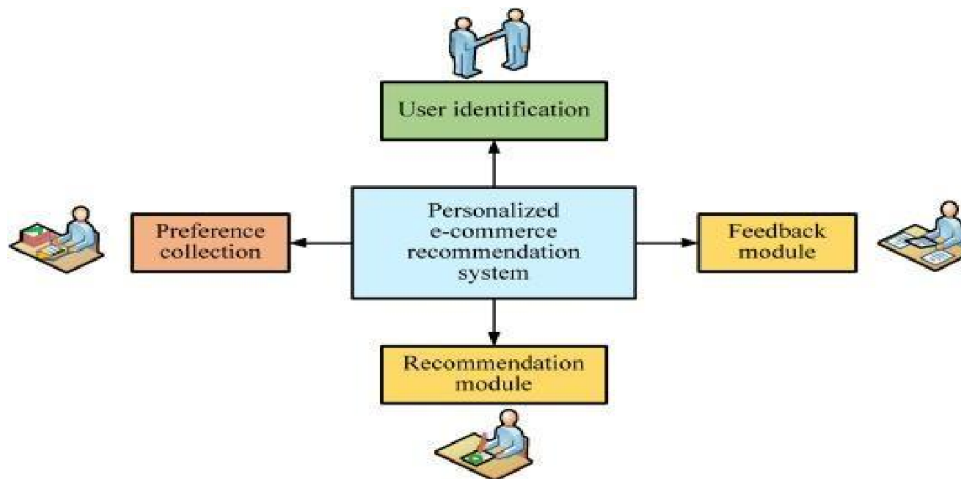 User identification
Personalized
e-commerce
recommendation
system
Preference
collection
Feedback
module
Recommendation
module